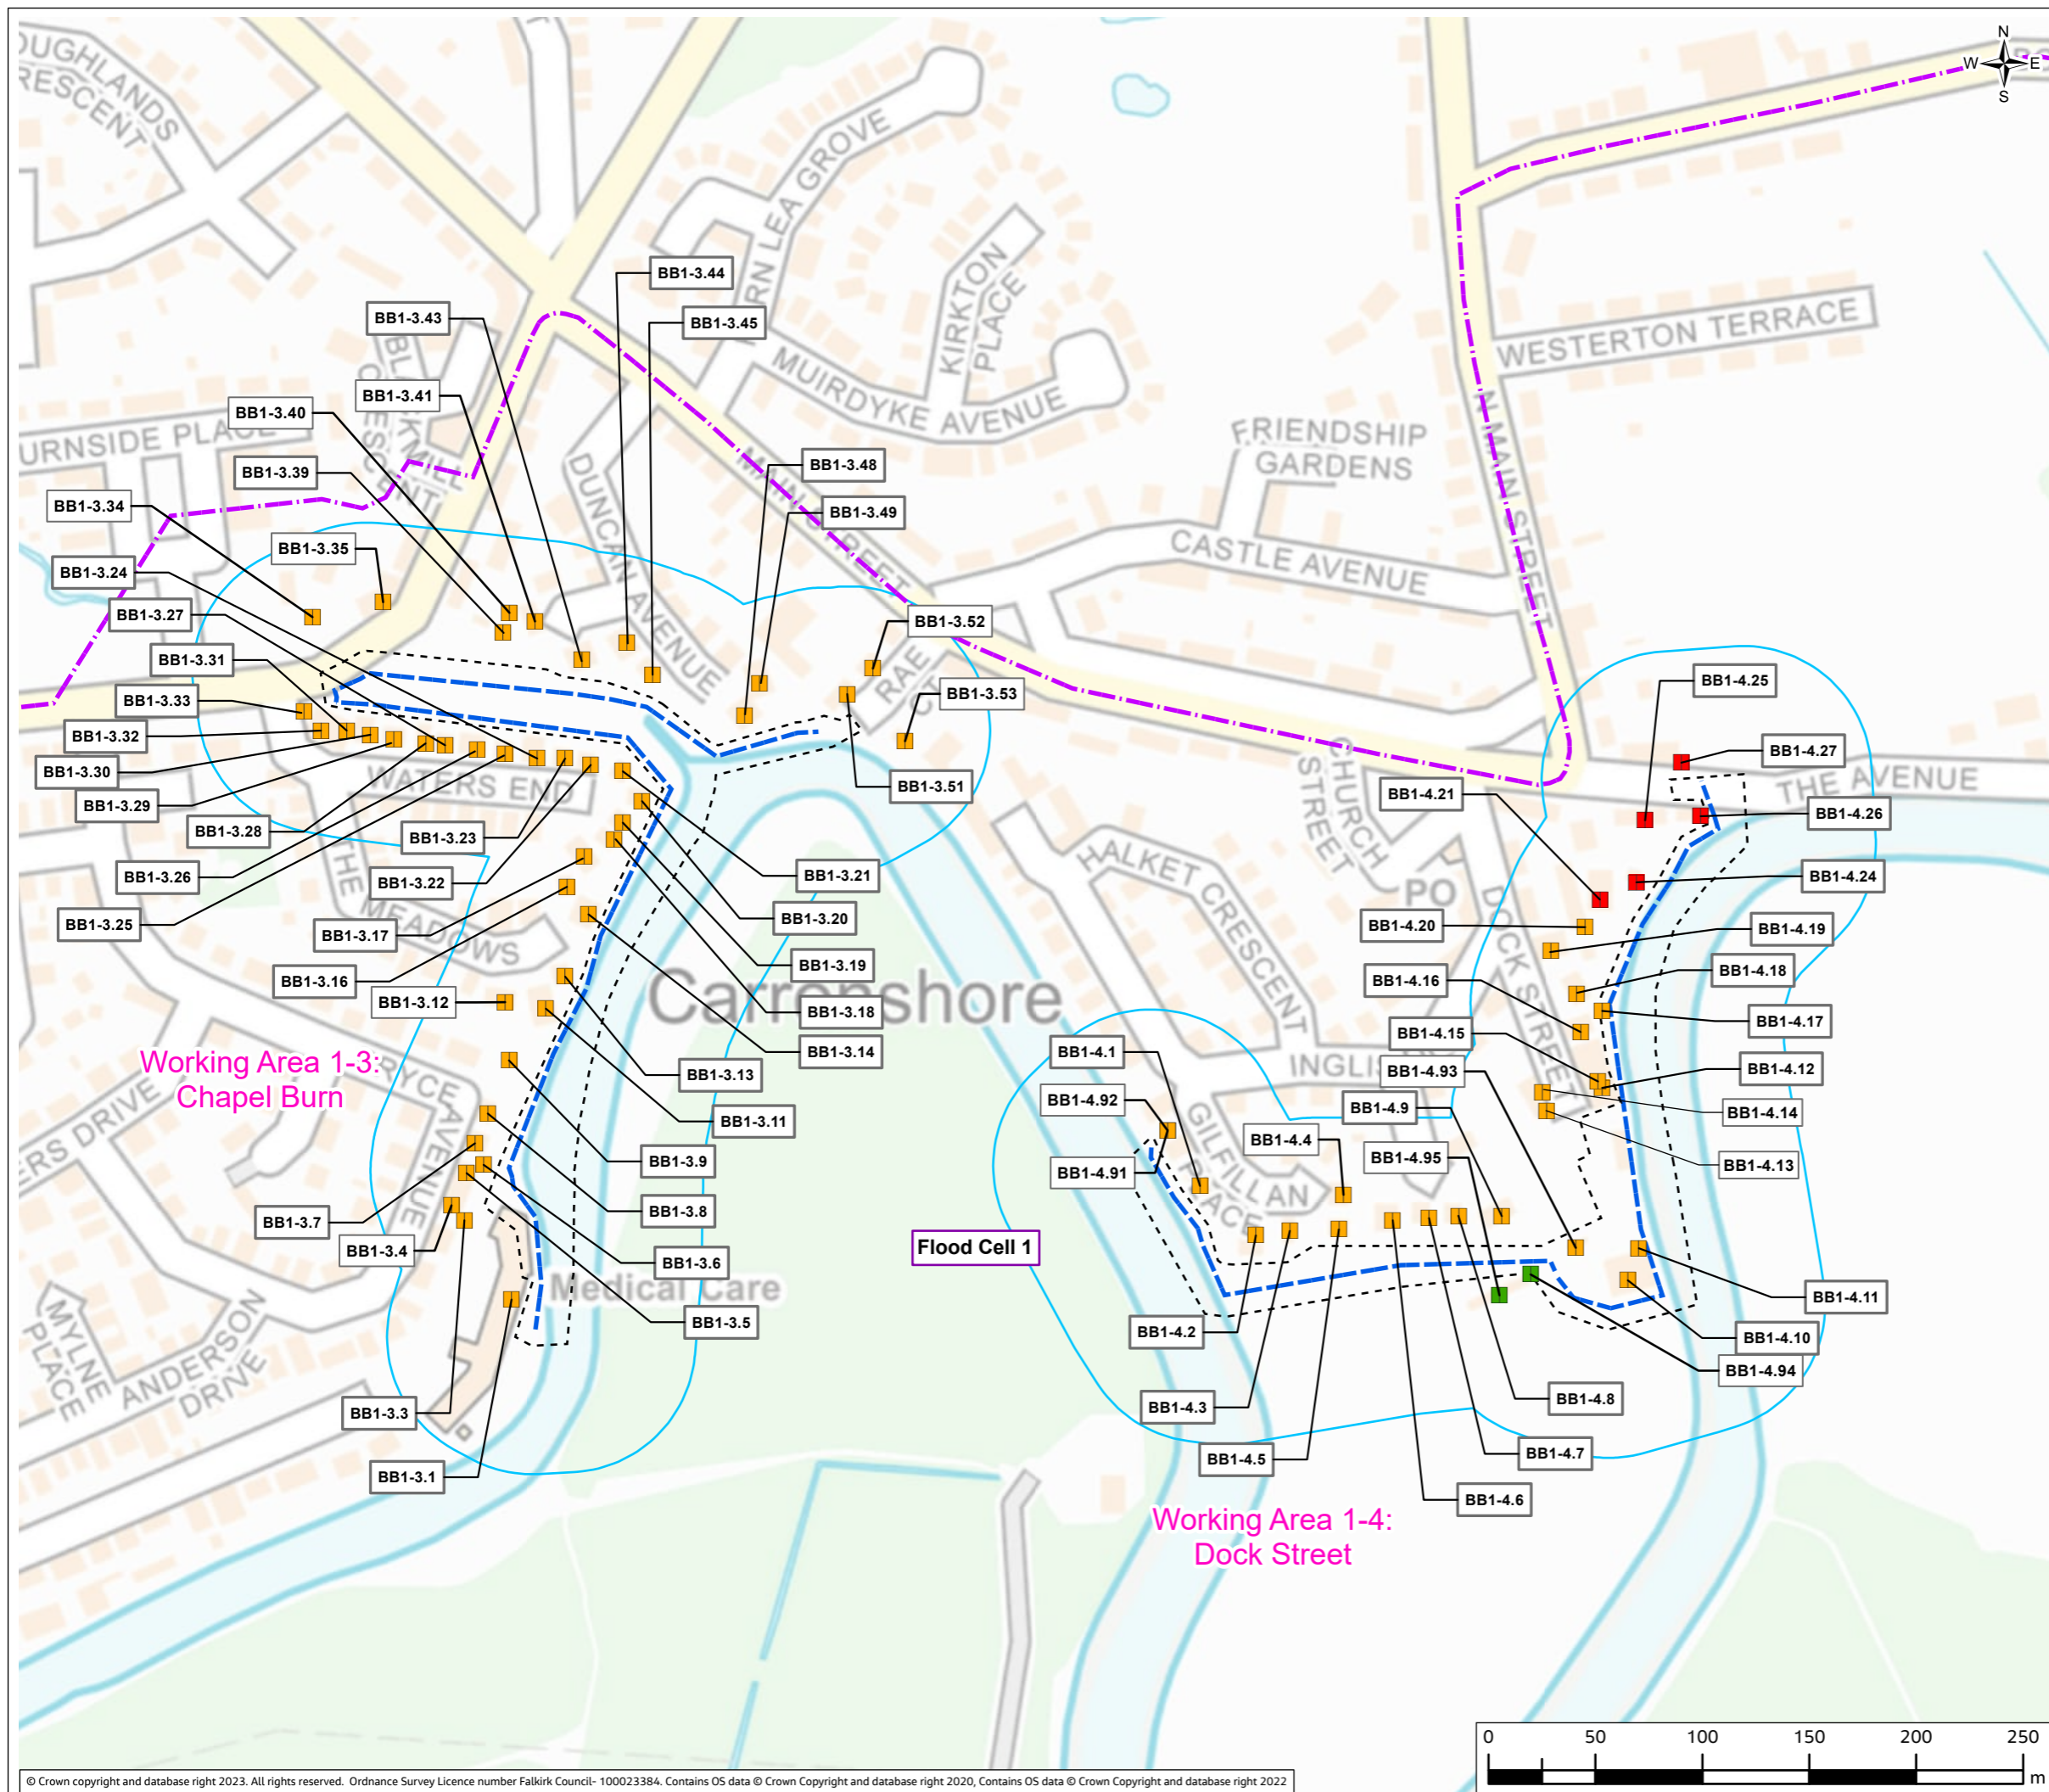 OUGHLANDS
RESCENT
N
W
E
S
RN LEA GROVE
KIRKTON
PLACE
BB1-3.44
BB1-3.43
BB1-3.45
WESTERTON TERRACE
MUIRDYKE AVENUE
BB1-3.41
BB1-3.40
URNSIDE PLACE
N MAIN STREET
FRIENDSHIP
GARDENS
BB1-3.39
BB1-3.48
BB1-3.34
BB1-3.49
DUNCAN AVENUE
BB1-3.35
CASTLE AVENUE
BB1-3.24
BB1-3.27
BB1-3.52
RAE
BB1-3.31
BB1-4.25
BB1-3.33
BB1-3.53
BB1-3.32
BB1-4.27
BB1-3.30
CHURCH
STREET
THE AVENUE
WATERS END
BB1-3.51
BB1-3.29
BB1-4.21
BB1-3.28
BB1-3.23
BB1-4.26
HALKET CRESCENT
BB1-3.26
BB1-3.22
BB1-3.21
BB1-4.24
PO
THE MEADOWS
BB1-3.25
BB1-3.20
BB1-4.20
BB1-3.17
BB1-4.19
DOCK STREET
BB1-3.19
BB1-3.16
BB1-4.16
BB1-4.18
Carronshore
BB1-3.12
BB1-3.18
BB1-4.17
BB1-4.15
BB1-3.14
BB1-4.1
INGLIS
Working Area 1-3:
Chapel Burn
BB1-3.13
BB1-4.93
BB1-4.12
RYCE AVENUE
BB1-4.92
BB1-4.9
BB1-4.14
BB1-3.11
ERS DRIVE
BB1-4.4
BB1-3.9
BB1-4.95
BB1-4.13
BB1-4.91
GILFILLAN
PLACE
BB1-3.8
BB1-3.7
BB1-3.4
Flood Cell 1
BB1-3.6
Medical Care
BB1-4.11
BB1-3.5
BB1-4.2
BB1-4.10
MYLNE
PLACE
ANDERSON
DRIVE
BB1-4.94
BB1-4.8
BB1-4.3
BB1-3.3
BB1-4.7
BB1-4.5
BB1-3.1
BB1-4.6
Working Area 1-4:
Dock Street
0 50 100 150 200 250
m
© Crown copyright and database right 2023. All rights reserved. Ordnance Survey Licence number Falkirk Council- 100023384. Contains OS data © Crown Copyright and database right 2020, Contains OS data © Crown Copyright and database right 2022